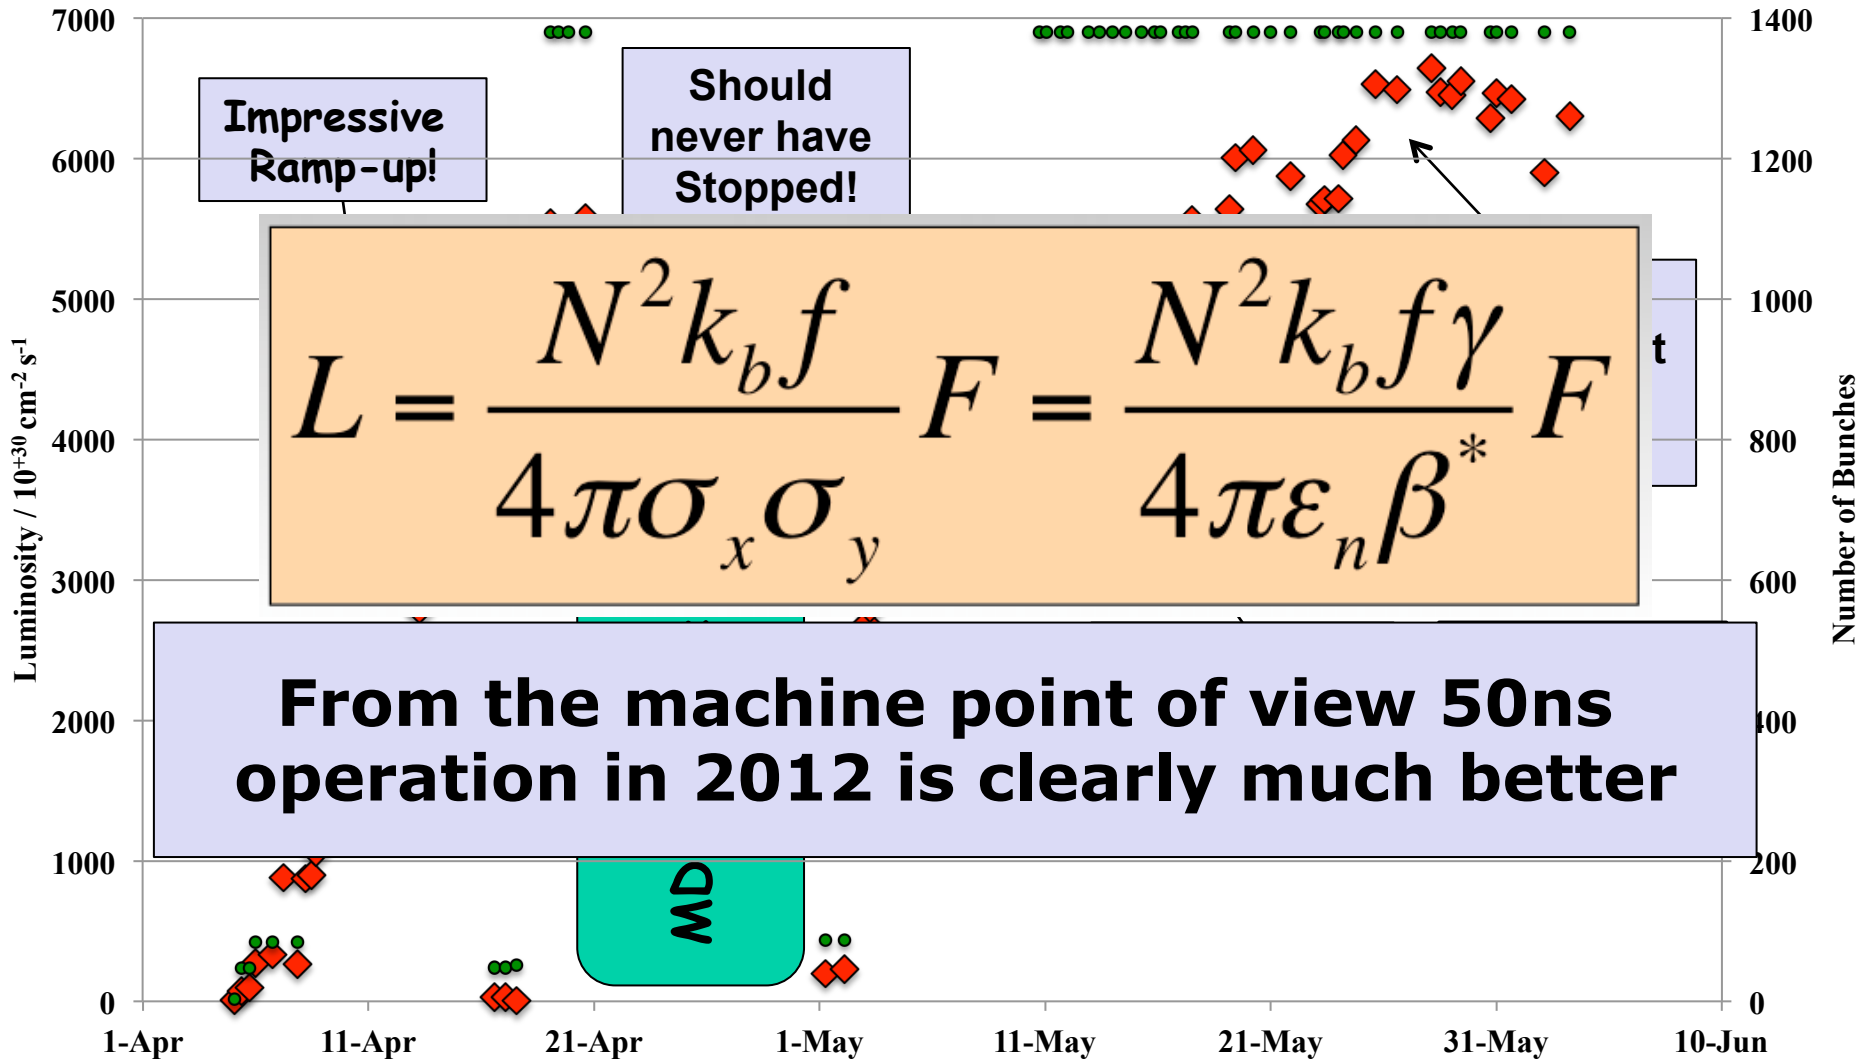 7000
6000
5000
4000
3000
2000
1000
0
Luminosity / 10⁺³⁰ cm⁻² s⁻¹
Impressive
Ramp-up!
Should
never have
Stopped!
L = N² k_b f / 4πσ_x σ_y F = N² k_b f γ / 4πε_n β* F
t
From the machine point of view 50ns
operation in 2012 is clearly much better
MD
1400
1200
1000
800
600
400
200
0
Number of Bunches
1-Apr 11-Apr 21-Apr 1-May 11-May 21-May 31-May 10-Jun